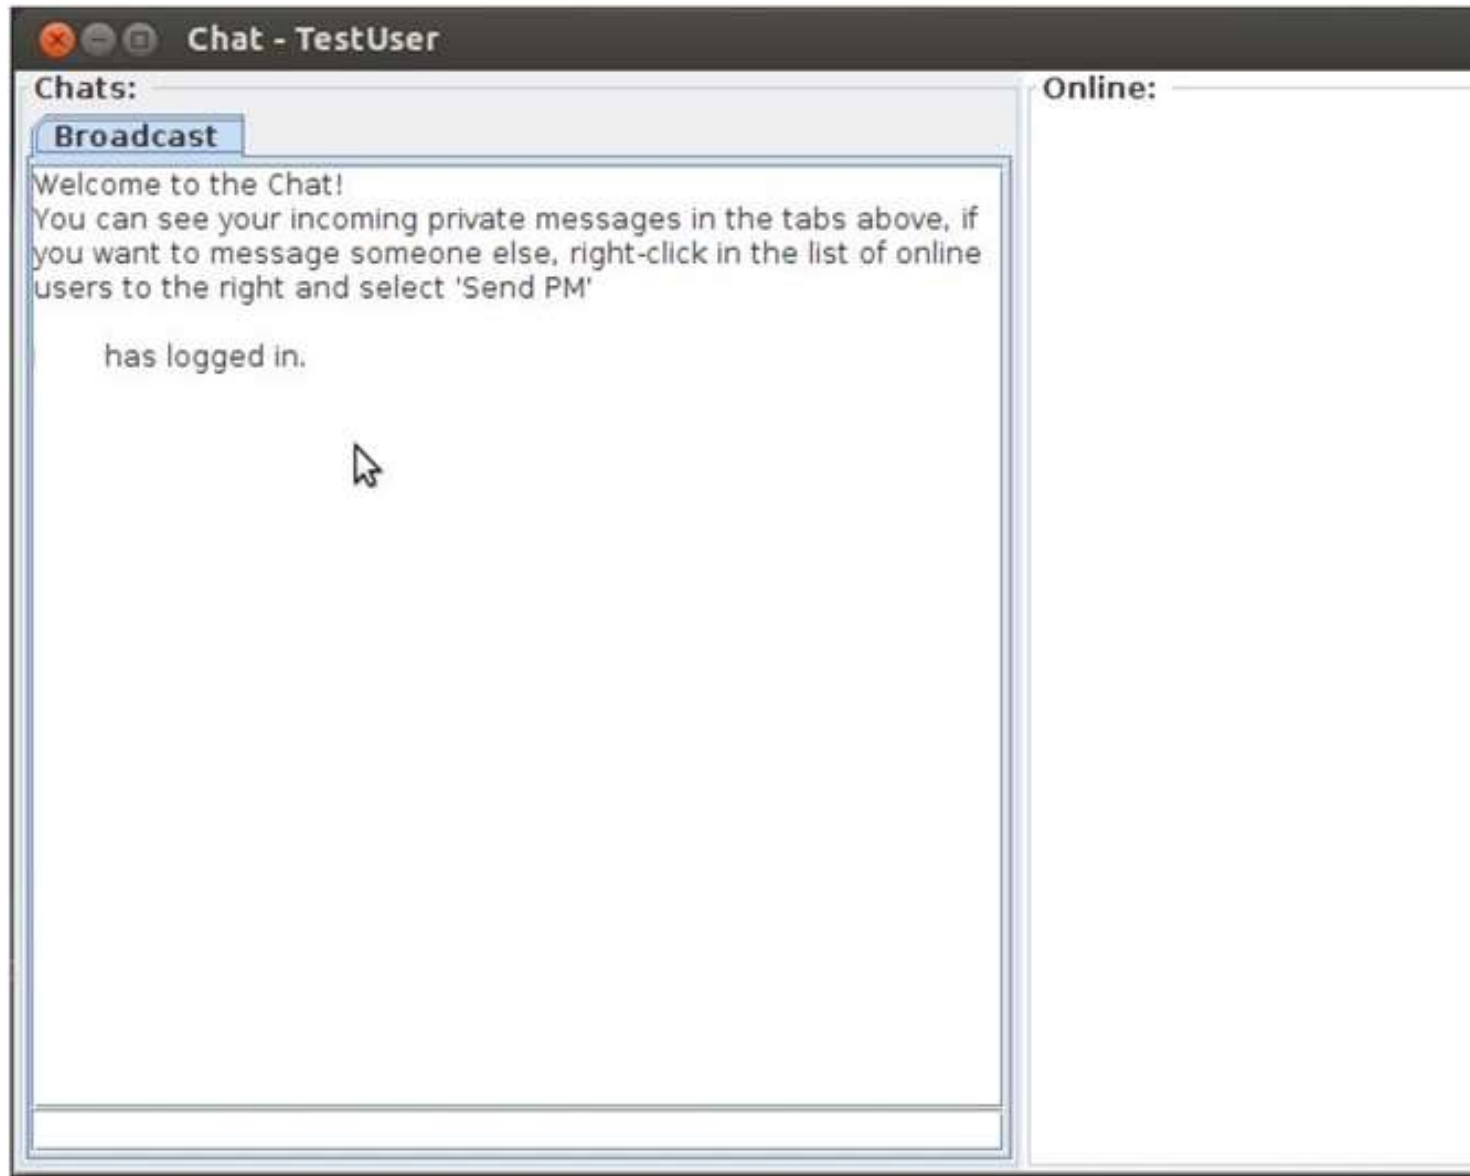 Chat - TestUser
Chats:
Online:
Broadcast
Welcome to the Chat!
You can see your incoming private messages in the tabs above, if
you want to message someone else, right-click in the list of online
users to the right and select 'Send PM'
has logged in.